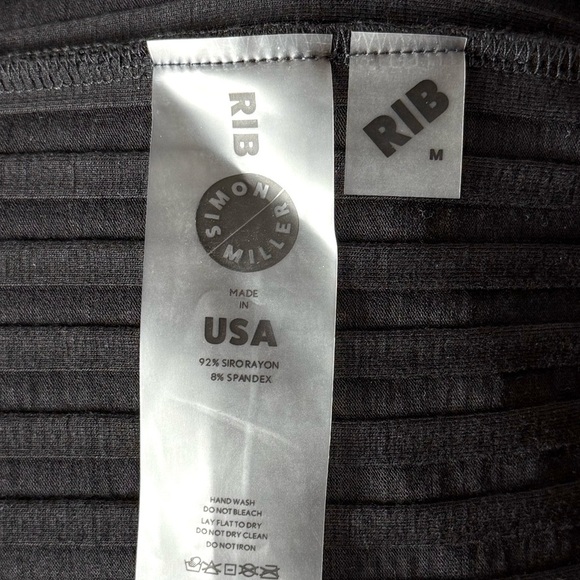 RIB
SIMON
MILLER
MADE
IN
USA
92% SIRO RAYON
8% SPANDEX
HAND WASH
DO NOT BLEACH
LAY FLAT TO DRY
DO NOT DRY CLEAN
DO NOT IRON
RIB
M